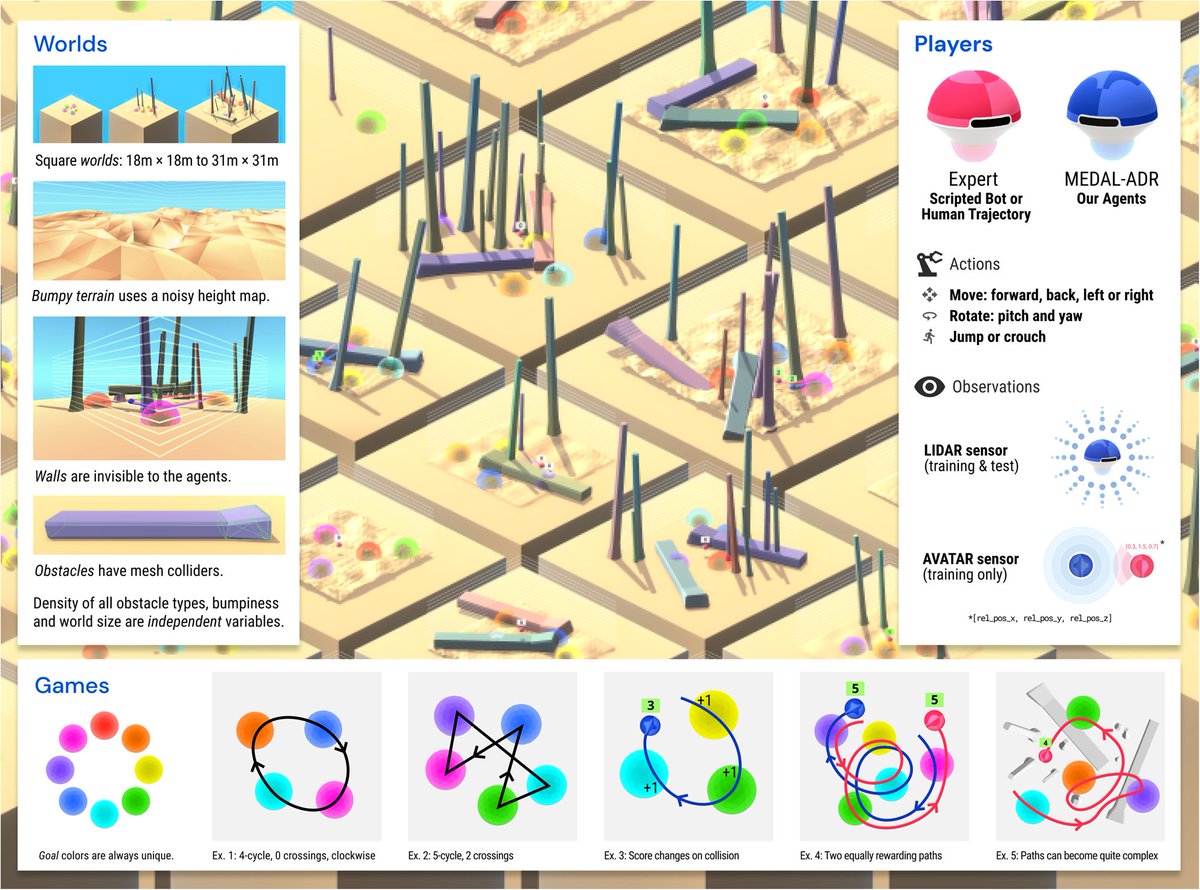 Worlds
Square worlds: 18m × 18m to 31m × 31m
Bumpy terrain uses a noisy height map.
Walls are invisible to the agents.
Obstacles have mesh colliders.
Density of all obstacle types, bumpiness
and world size are independent variables.
Players
Expert
Scripted Bot or
Human Trajectory
MEDAL-ADR
Our Agents
Actions
Move: forward, back, left or right
Rotate: pitch and yaw
Jump or crouch
Observations
LIDAR sensor
(training & test)
AVATAR sensor
(training only)
[0.3, 1.5, 0.7] *
*[rel_pos_x, rel_pos_y, rel_pos_z]
Games
Goal colors are always unique.
Ex. 1: 4-cycle, 0 crossings, clockwise
Ex. 2: 5-cycle, 2 crossings
3
+1
+1
+1
Ex. 3: Score changes on collision
5
5
Ex. 4: Two equally rewarding paths
4
Ex. 5: Paths can become quite complex